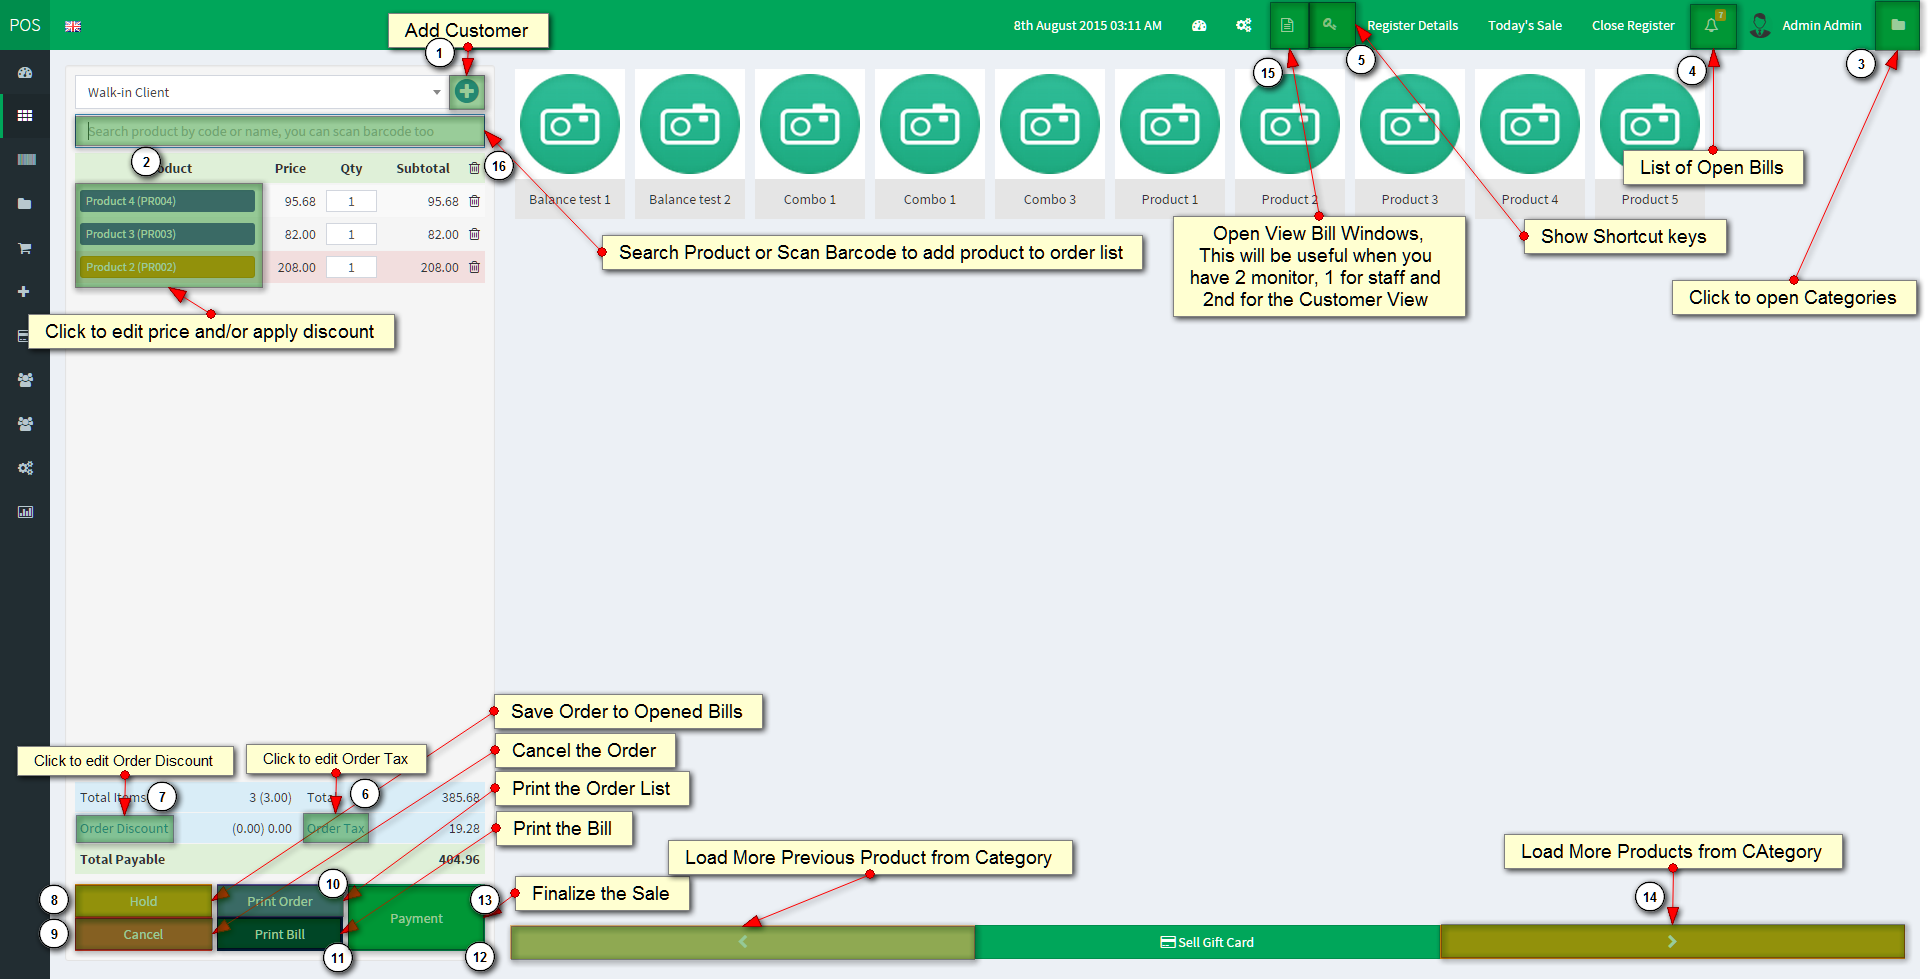 POS
Add Customer
8th August 2015 03:11 AM
Register Details
Today's Sale
Close Register
7
Admin Admin
1
15
5
4
3
Walk-in Client
Search product by code or name, you can scan barcode too
2
oduct
Price
Qty
Subtotal
16
Product 4 (PR004)
95.68
1
95.68
Product 3 (PR003)
82.00
1
82.00
Product 2 (PR002)
208.00
1
208.00
Click to edit price and/or apply discount
Balance test 1
Balance test 2
Combo 1
Combo 1
Combo 3
Product 1
Product 2
Product 3
Product 4
Product 5
List of Open Bills
Search Product or Scan Barcode to add product to order list
Open View Bill Windows,
This will be useful when you
have 2 monitor, 1 for staff and
2nd for the Customer View
Show Shortcut keys
Click to open Categories
Save Order to Opened Bills
Cancel the Order
Print the Order List
Print the Bill
Click to edit Order Discount
Click to edit Order Tax
Total Items
7
3 (3.00)
Tota
6
385.68
Order Discount
(0.00) 0.00
Order Tax
19.28
Total Payable
404.96
8
Hold
Print Order
10
Payment
13
9
Cancel
Print Bill
11
12
Finalize the Sale
Load More Previous Product from Category
Load More Products from CAtegory
14
Sell Gift Card